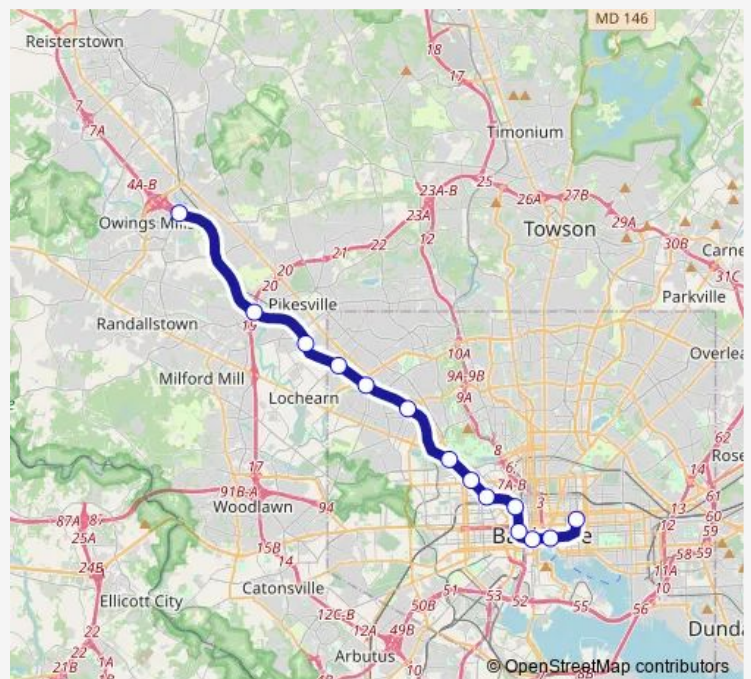 MD 146
Reisterstown
18
17
7
7A
Timonium
4A-B
23A-B
25
26A
27B
23A
29A
Owings Mills
12
Towson
30B
Carne
22
21
20
31C
20
Pikesville
Parkville
Randallstown
19
10A
Overlea
9A-9B
Milford Mill
9A
Lochearn
62
8
Rose
17
6
14
61
91B-A
7A-B
94
3
Woodlawn
13
60
87A
87
12
59
15B
58
59
24B
14
11A
Catonsville
10
Ellicott City
51
53
52
55
56
12C-B
50B
22
12A
49B
Dunda
1A
Arbutus
21B
10
© OpenStreetMap contributors